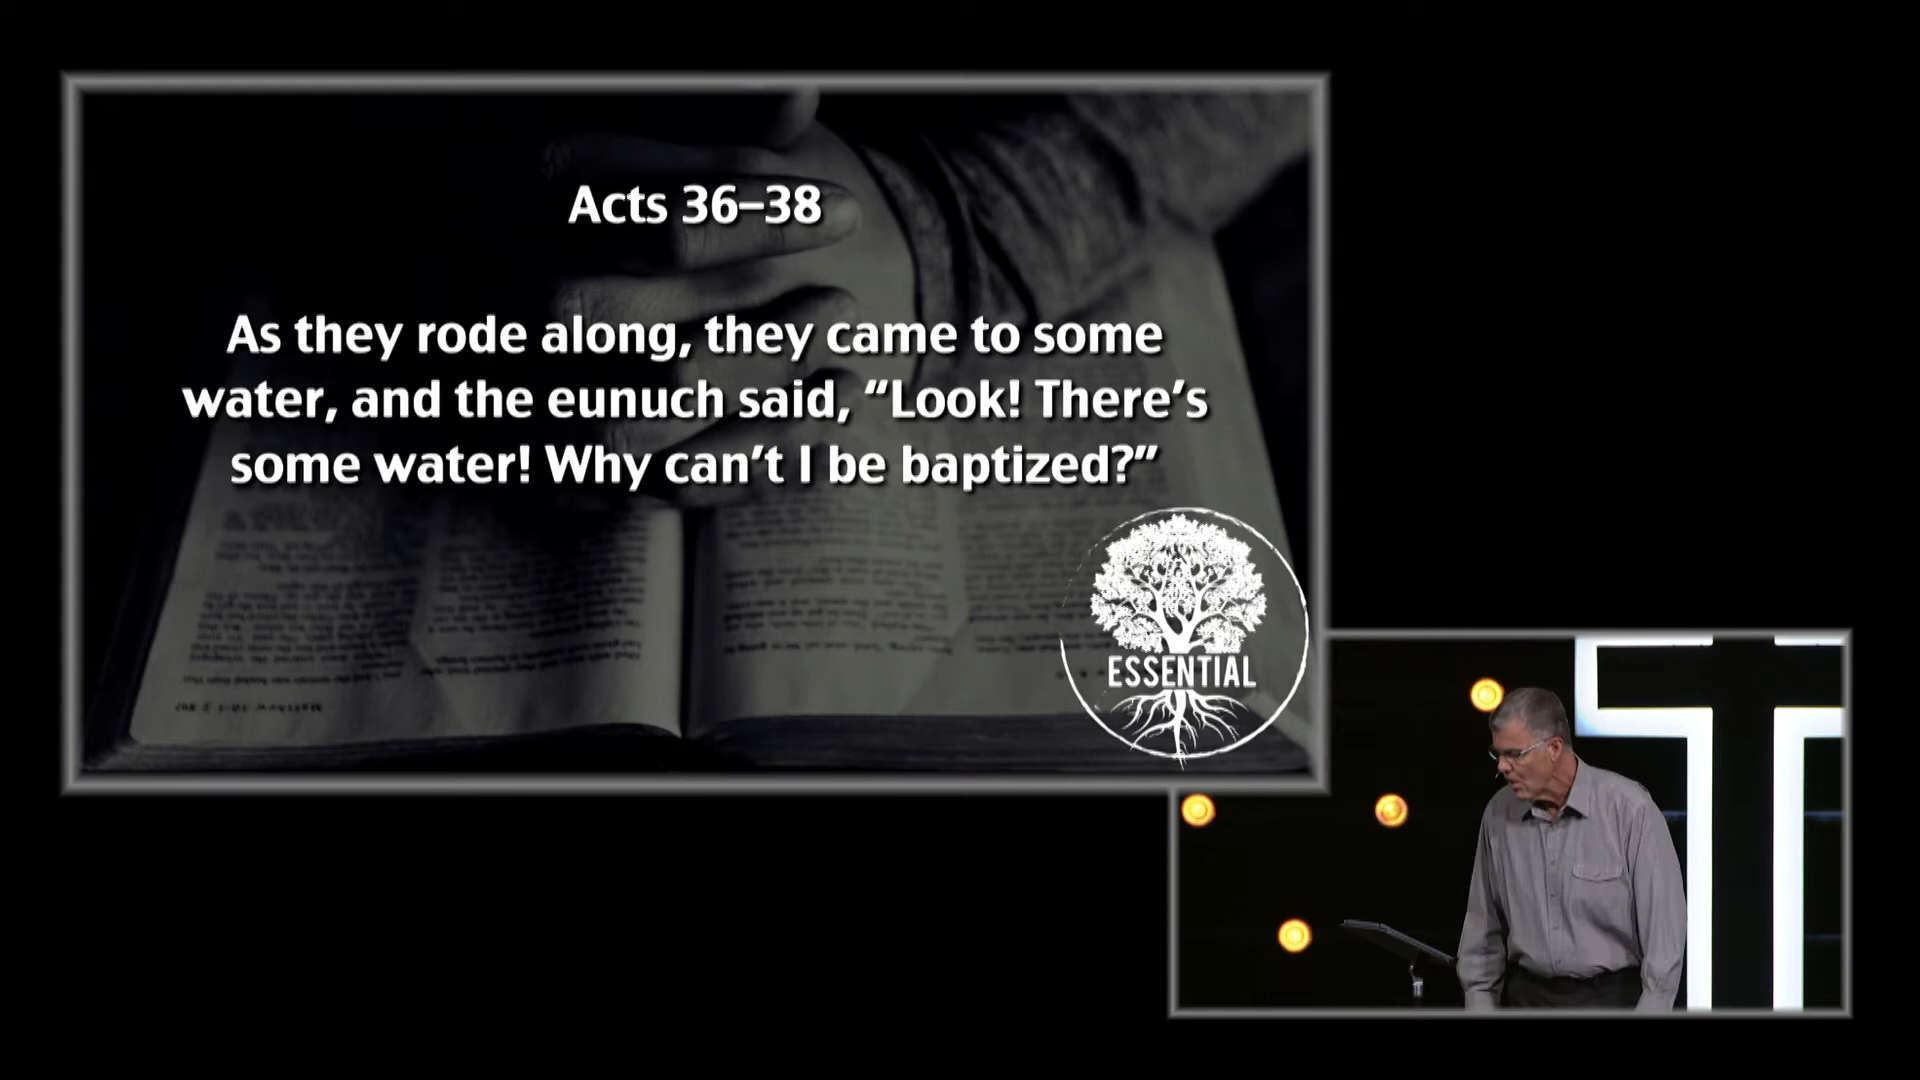 Acts 36–38
As they rode along, they came to some
water, and the eunuch said, “Look! There’s
some water! Why can’t I be baptized?”
ESSENTIAL